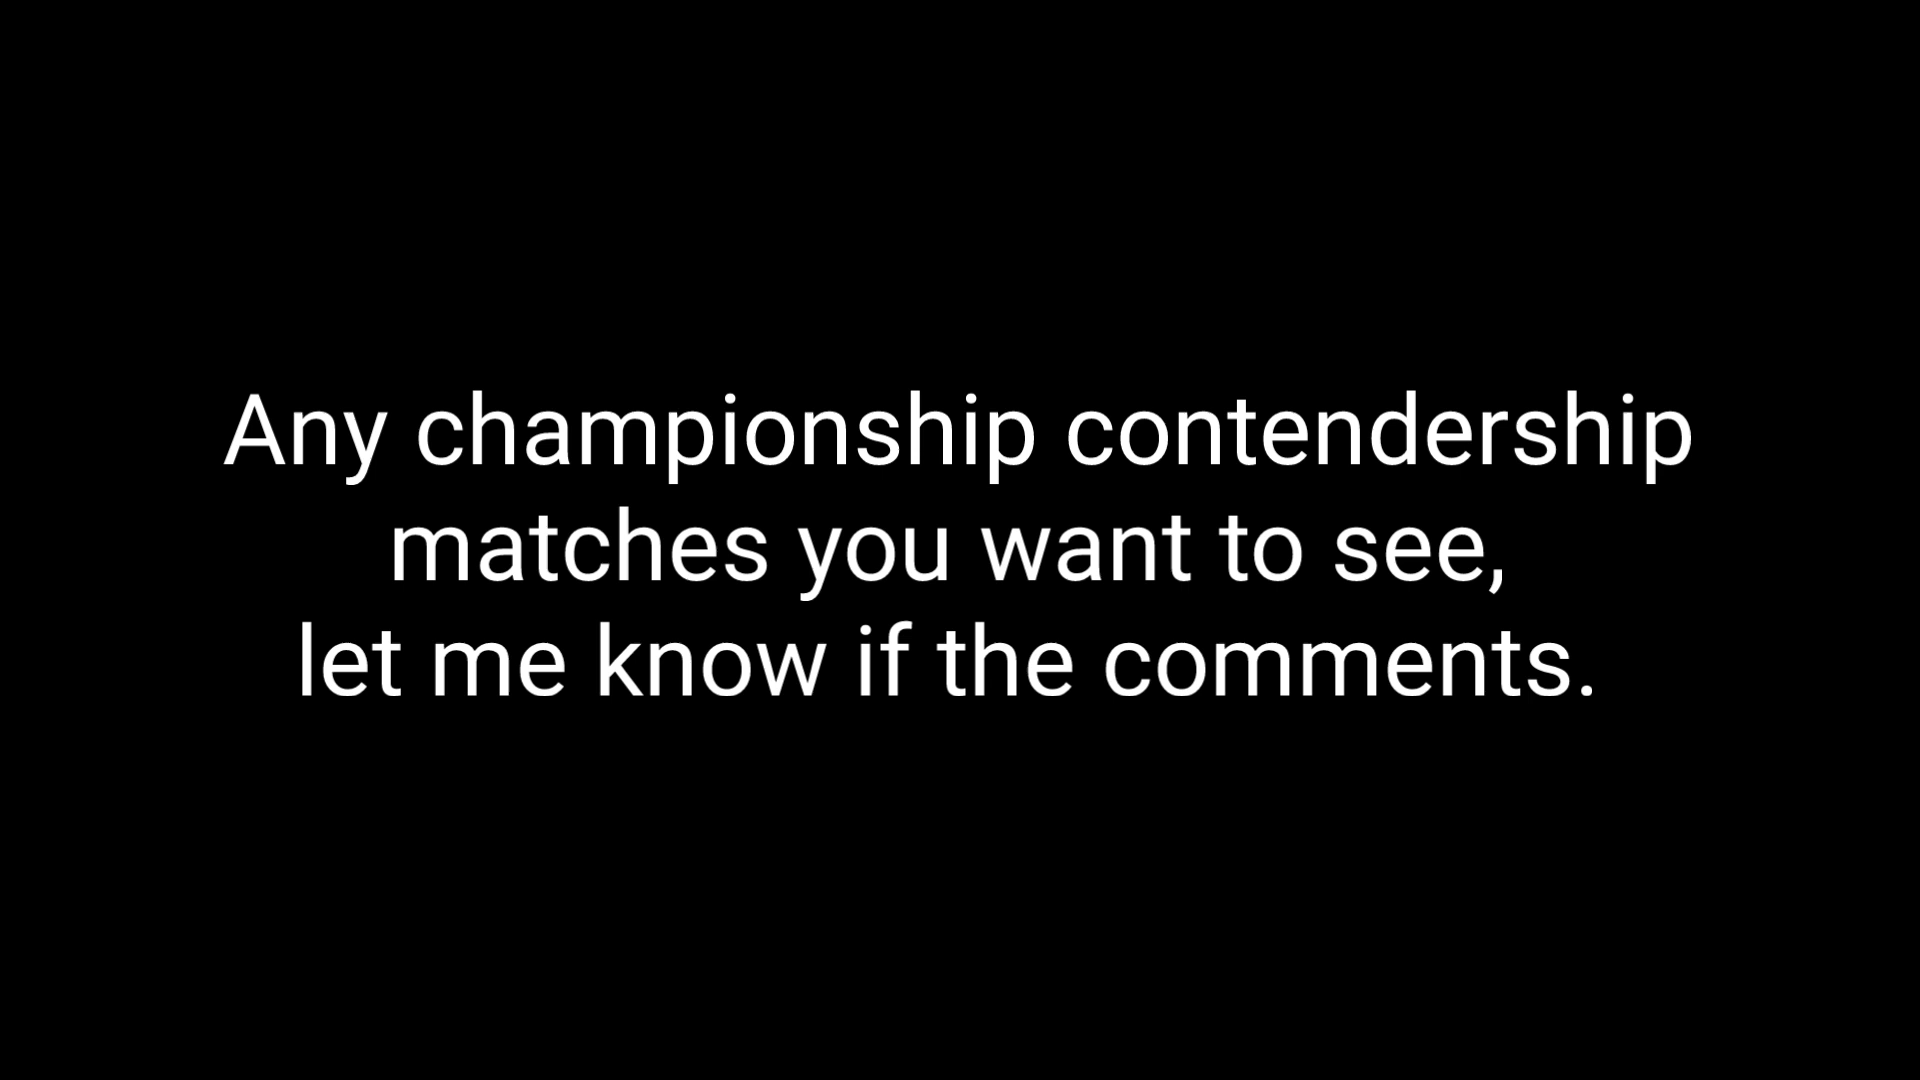 Any championship contendership
matches you want to see,
let me know if the comments.